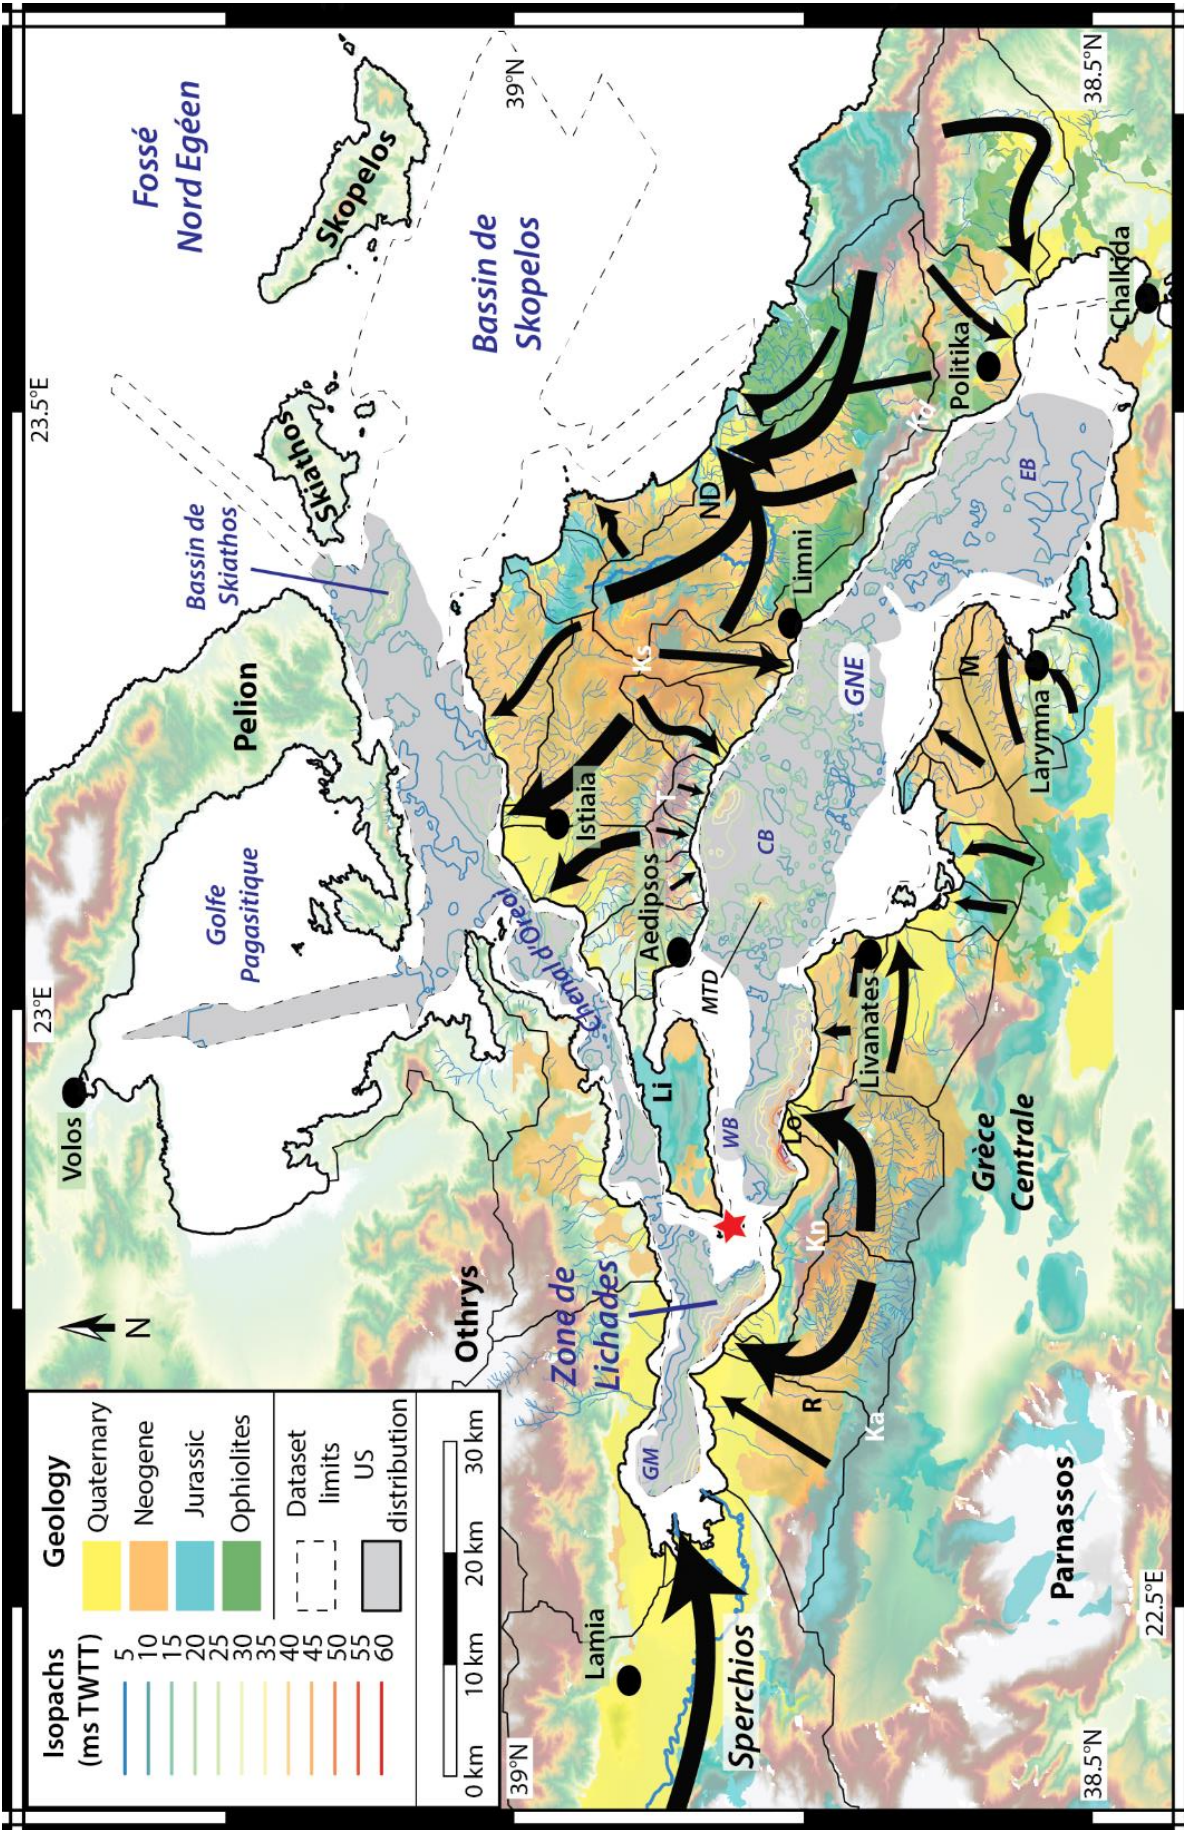 23°E
23.5°E
Volos
Golfe
Pagasitique
Pelion
Bassin de
Skiathos
Skiathos
Fossé
Nord Egéen
Skopelos
Bassin de
Skopelos
39°N
N
Othrys
Zone de
Lichades
Chenal d'Oreoi
Istiaia
Li
Aedipsos
T
Ks
ND
Limni
Kd
Politika
Chalkida
38.5°N
GM
WB
MTD
CB
GNE
EB
Lo
Kn
Livanates
M
Larymna
R
Ka
Grèce
Centrale
Parnassos
Lamia
Sperchios
39°N
38.5°N
22.5°E
Isopachs
(ms TWTT)
5
10
15
20
25
30
35
40
45
50
55
60
Geology
Quaternary
Neogene
Jurassic
Ophiolites
Dataset
limits
US
distribution
0 km
10 km
20 km
30 km